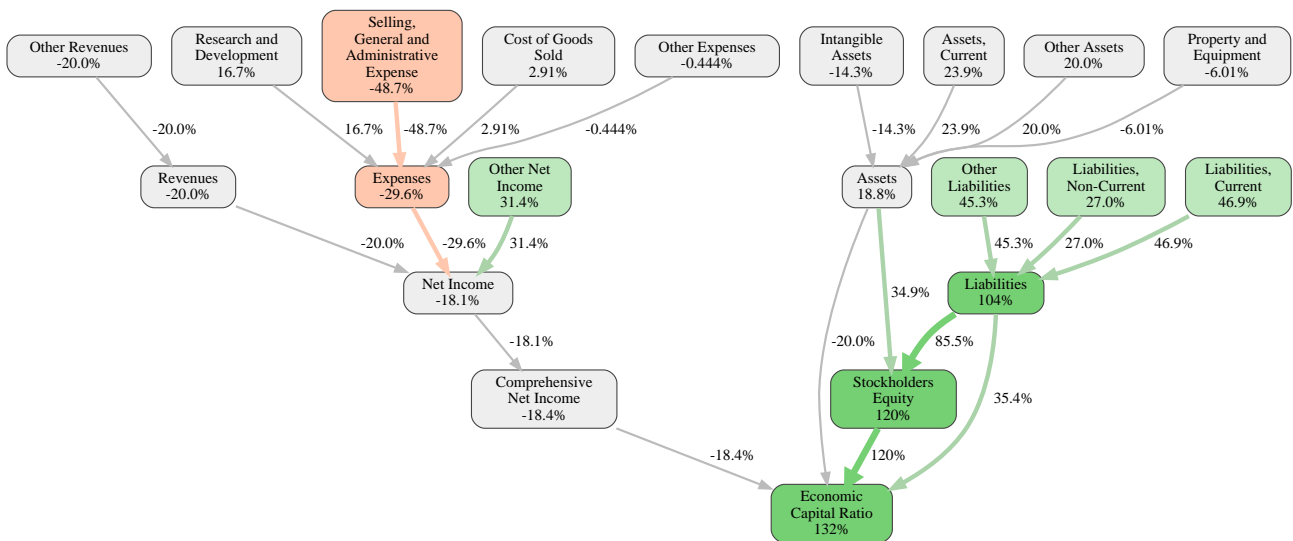 Other Revenues
-20.0%
Research and
Development
16.7%
Selling,
General and
Administrative
Expense
-48.7%
Cost of Goods
Sold
2.91%
Other Expenses
-0.444%
Intangible
Assets
-14.3%
Assets,
Current
23.9%
Other Assets
20.0%
Property and
Equipment
-6.01%
-20.0%
16.7%
-48.7%
2.91%
-0.444%
-14.3%
23.9%
20.0%
-6.01%
Revenues
-20.0%
Expenses
-29.6%
Other Net
Income
31.4%
Assets
18.8%
Other
Liabilities
45.3%
Liabilities,
Non-Current
27.0%
Liabilities,
Current
46.9%
-20.0%
-29.6%
31.4%
45.3%
27.0%
46.9%
Net Income
-18.1%
34.9%
Liabilities
104%
-18.1%
-20.0%
85.5%
Comprehensive
Net Income
-18.4%
Stockholders
Equity
120%
35.4%
-18.4%
120%
Economic
Capital Ratio
132%